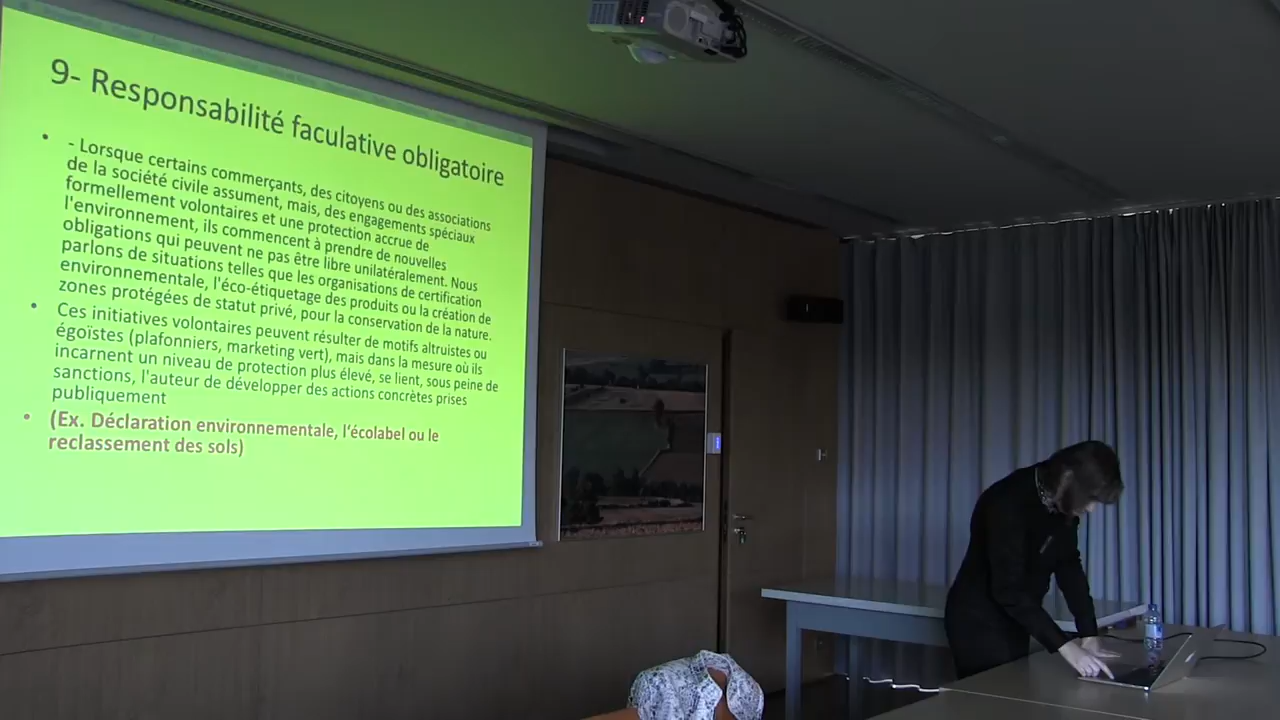 9- Responsabilité faculative obligatoire
• - Lorsque certains commerçants, des citoyens ou des associations
de la société civile assument, mais, des engagements spéciaux
formellement volontaires et une protection accrue de
l'environnement, ils commencent à prendre de nouvelles
obligations qui peuvent ne pas être libre unilatéralement. Nous
parlons de situations telles que les organisations de certification
environnementale, l'éco-étiquetage des produits ou la création de
zones protégées de statut privé, pour la conservation de la nature.
• Ces initiatives volontaires peuvent résulter de motifs altruistes ou
égoïstes (plafonniers, marketing vert), mais dans la mesure où ils
incarnent un niveau de protection plus élevé, se lient, sous peine de
sanctions, l'auteur de développer des actions concrètes prises
publiquement
• (Ex. Déclaration environnementale, l'écolabel ou le
reclassement des sols)